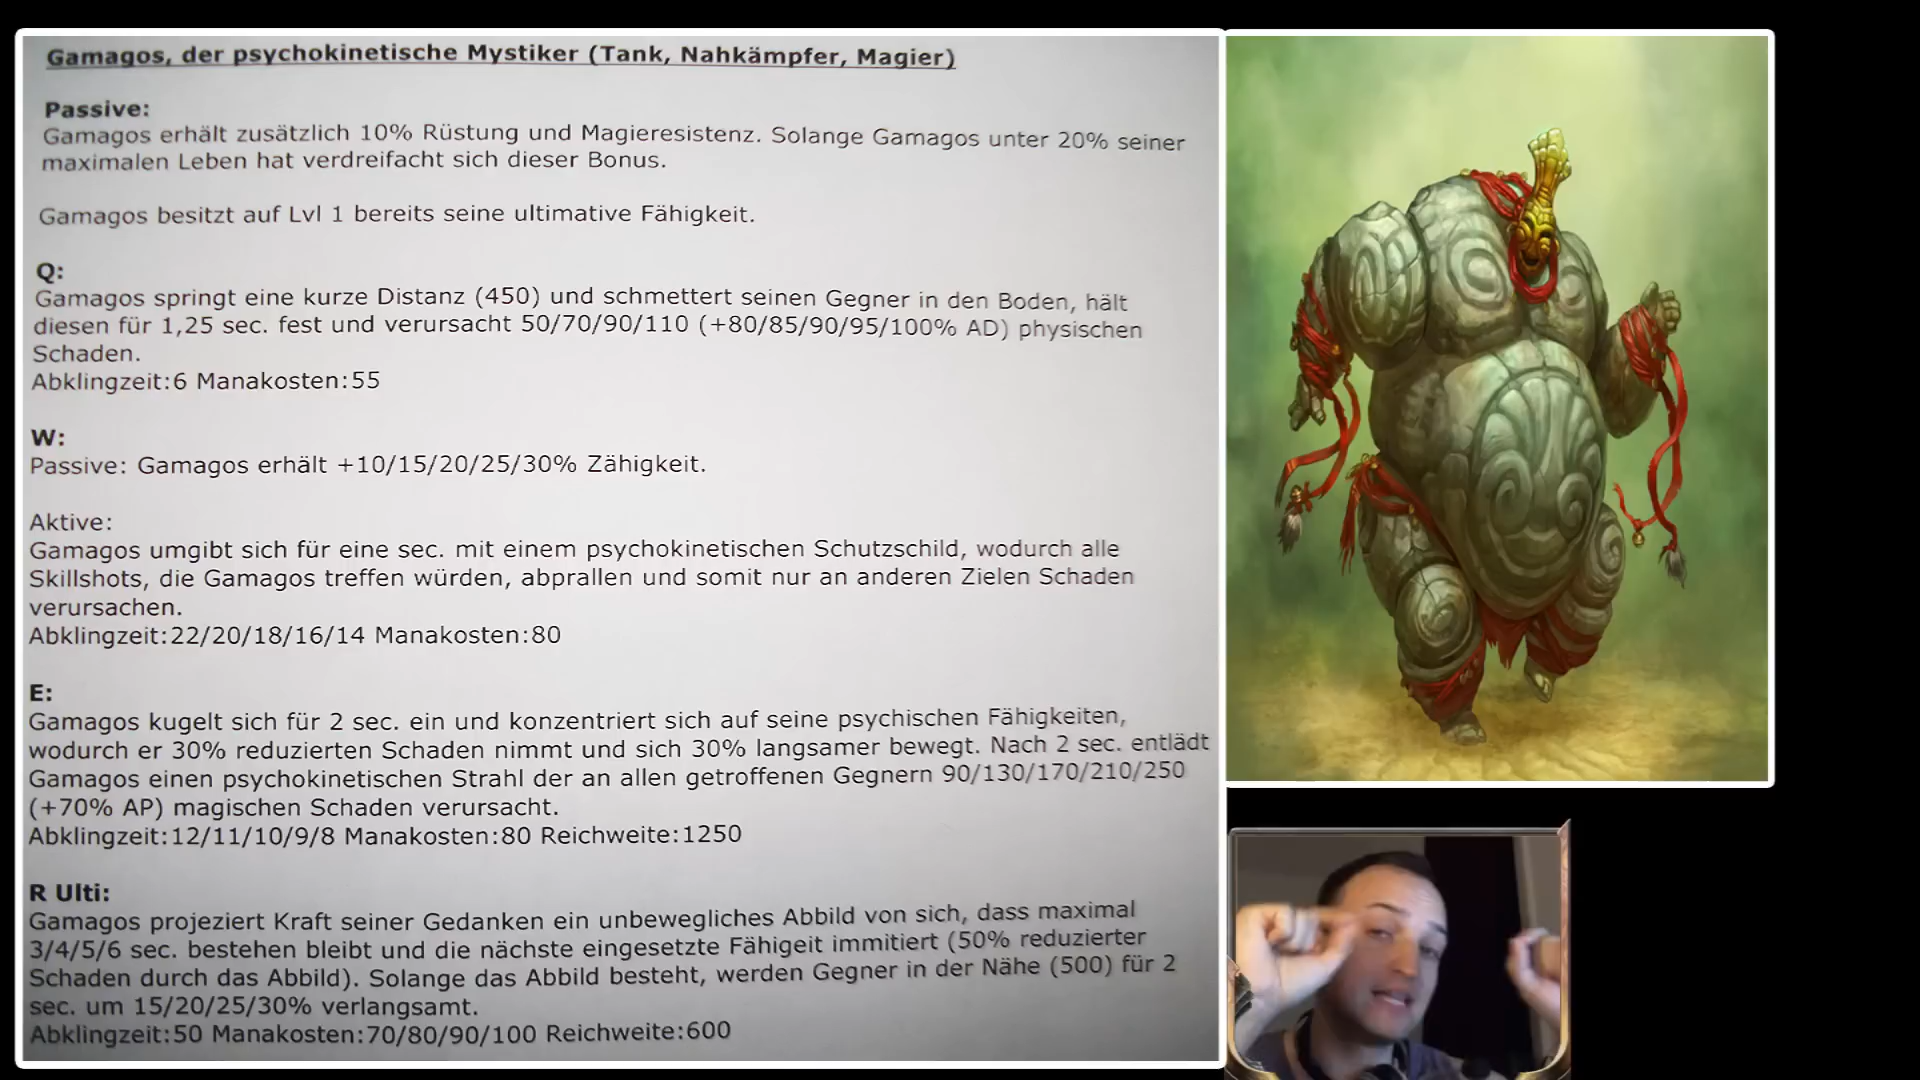 Gamagos, der psychokinetische Mystiker (Tank, Nahkämpfer, Magier)
Passive:
Gamagos erhält zusätzlich 10% Rüstung und Magieresistenz. Solange Gamagos unter 20% seiner
maximalen Leben hat verdreifacht sich dieser Bonus.
Gamagos besitzt auf Lvl 1 bereits seine ultimative Fähigkeit.
Q:
Gamagos springt eine kurze Distanz (450) und schmettert seinen Gegner in den Boden, hält
diesen für 1,25 sec. fest und verursacht 50/70/90/110 (+80/85/90/95/100% AD) physischen
Schaden.
Abklingzeit:6 Manakosten:55
W:
Passive: Gamagos erhält +10/15/20/25/30% Zähigkeit.
Aktive:
Gamagos umgibt sich für eine sec. mit einem psychokinetischen Schutzschild, wodurch alle
Skillshots, die Gamagos treffen würden, abprallen und somit nur an anderen Zielen Schaden
verursachen.
Abklingzeit:22/20/18/16/14 Manakosten:80
E:
Gamagos kugelt sich für 2 sec. ein und konzentriert sich auf seine psychischen Fähigkeiten,
wodurch er 30% reduzierten Schaden nimmt und sich 30% langsamer bewegt. Nach 2 sec. entlädt
Gamagos einen psychokinetischen Strahl der an allen getroffenen Gegnern 90/130/170/210/250
(+70% AP) magischen Schaden verursacht.
Abklingzeit:12/11/10/9/8 Manakosten:80 Reichweite:1250
R Ulti:
Gamagos projeziert Kraft seiner Gedanken ein unbewegliches Abbild von sich, dass maximal
3/4/5/6 sec. bestehen bleibt und die nächste eingesetzte Fähigeit immitiert (50% reduzierter
Schaden durch das Abbild). Solange das Abbild besteht, werden Gegner in der Nähe (500) für 2
sec. um 15/20/25/30% verlangsamt.
Abklingzeit:50 Manakosten:70/80/90/100 Reichweite:600